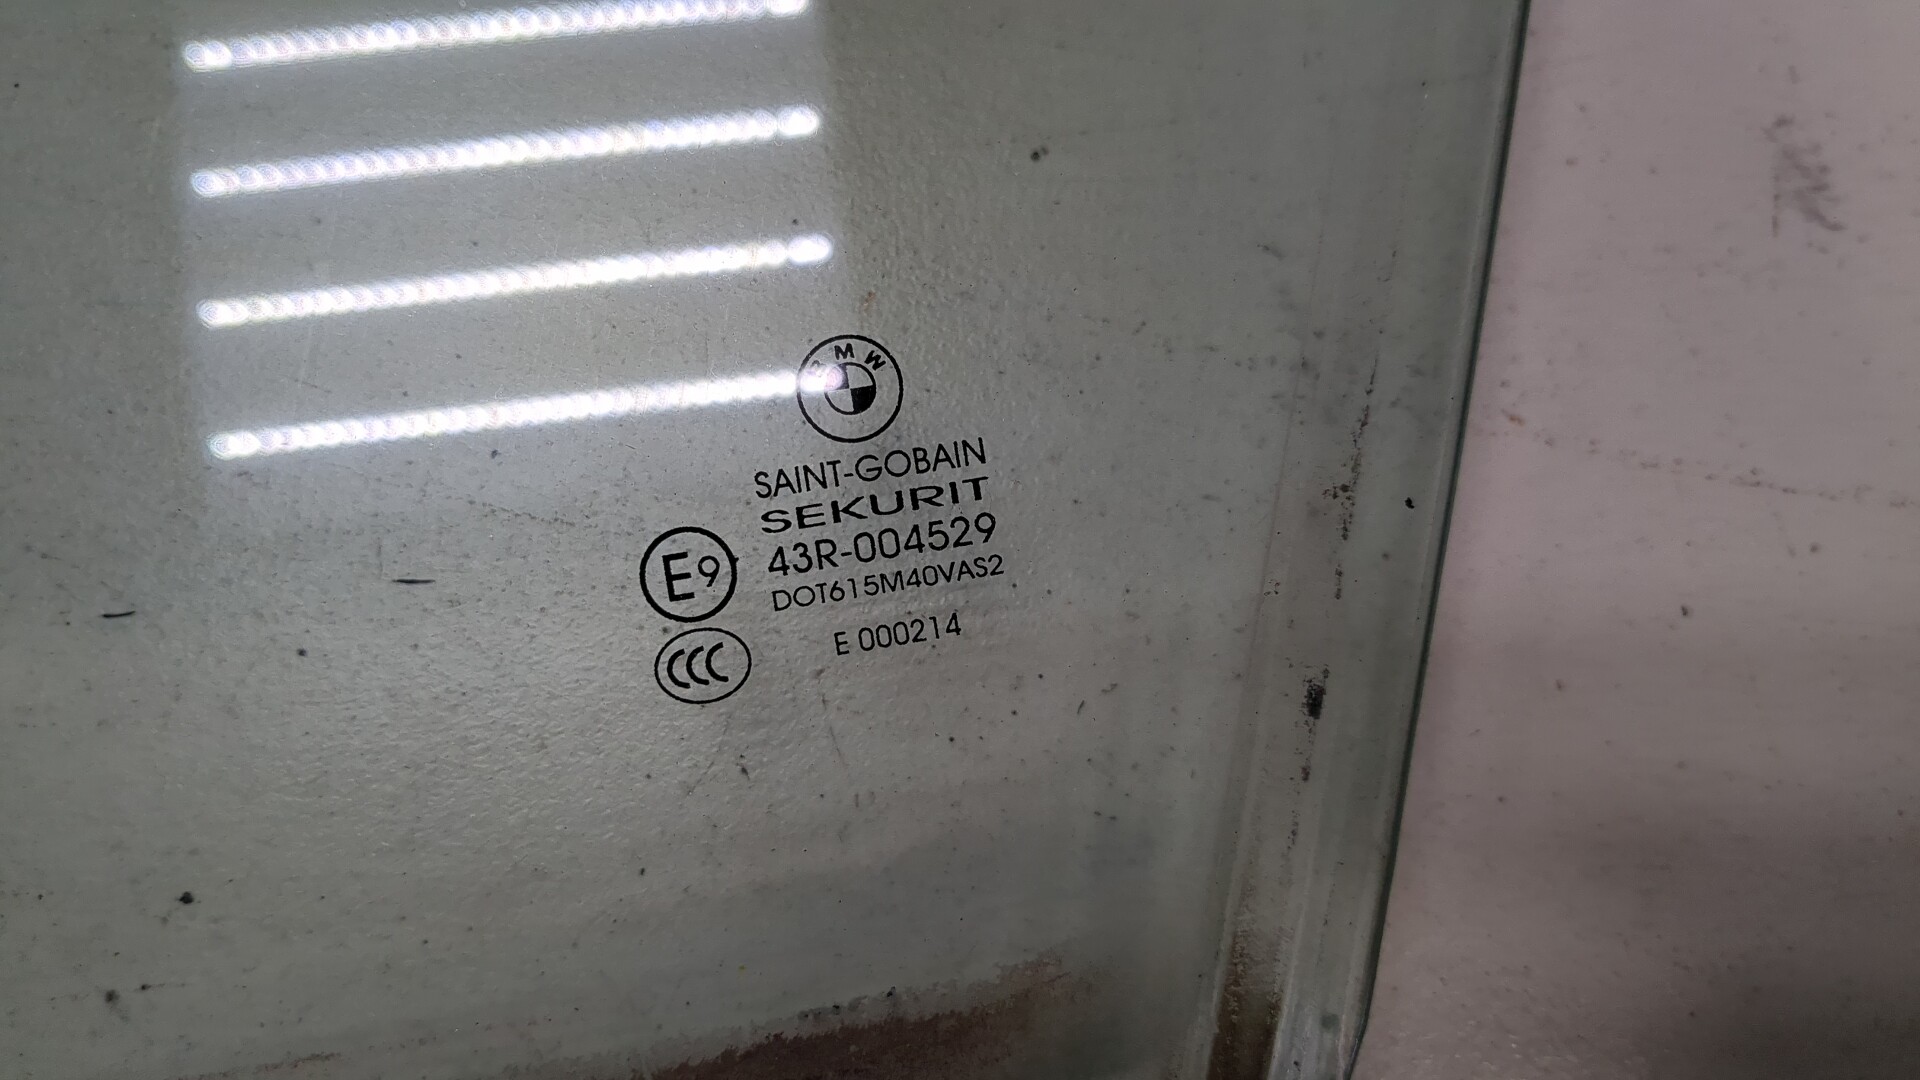 BMW
SAINT-GOBAIN
SEKURIT
E9 43R-004529
DOT615M40VAS2
CCC E 000214